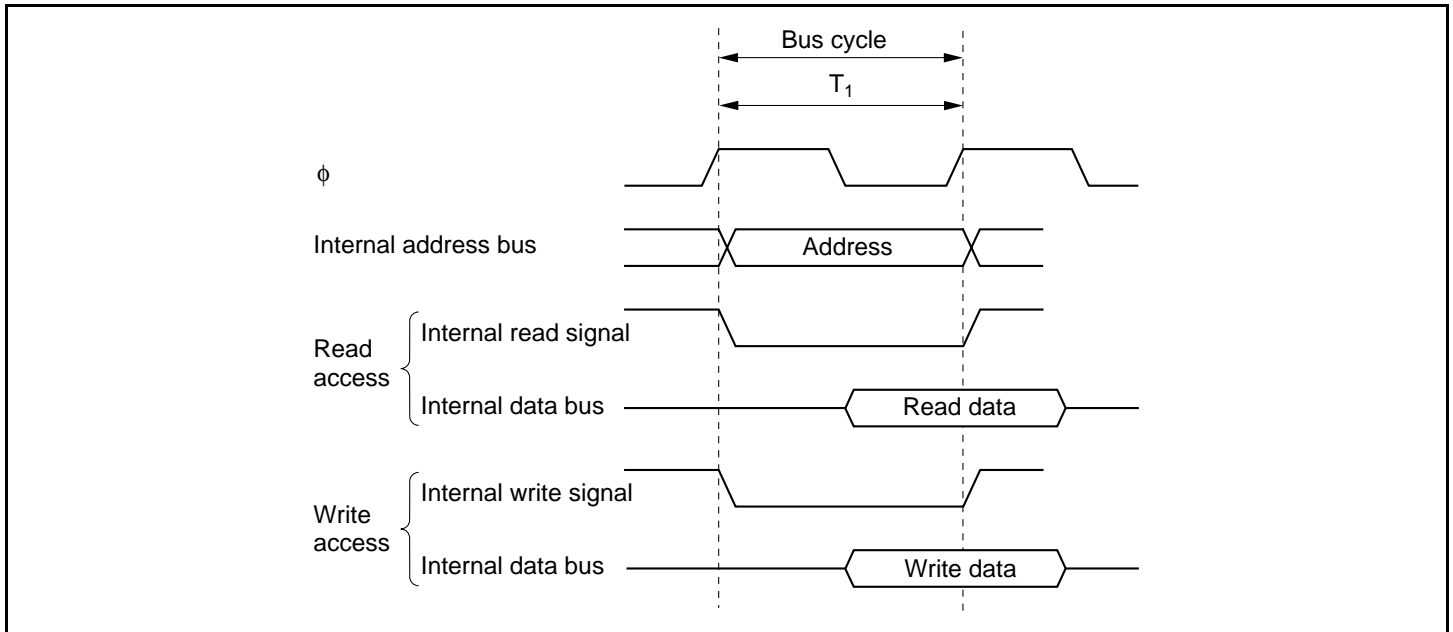 Bus cycle
T₁
φ
Internal address bus
Address
Read
access
Internal read signal
Internal data bus
Read data
Write
access
Internal write signal
Internal data bus
Write data